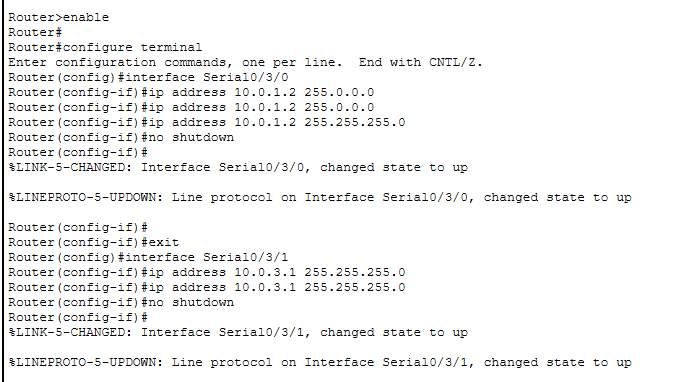 Router>enable
Router#
Router#configure terminal
Enter configuration commands, one per line.  End with CNTL/Z.
Router(config)#interface Serial0/3/0
Router(config-if)#ip address 10.0.1.2 255.0.0.0
Router(config-if)#ip address 10.0.1.2 255.0.0.0
Router(config-if)#ip address 10.0.1.2 255.255.255.0
Router(config-if)#no shutdown
Router(config-if)#
%LINK-5-CHANGED: Interface Serial0/3/0, changed state to up
%LINEPROTO-5-UPDOWN: Line protocol on Interface Serial0/3/0, changed state to up
Router(config-if)#
Router(config-if)#exit
Router(config)#interface Serial0/3/1
Router(config-if)#ip address 10.0.3.1 255.255.255.0
Router(config-if)#ip address 10.0.3.1 255.255.255.0
Router(config-if)#no shutdown
Router(config-if)#
%LINK-5-CHANGED: Interface Serial0/3/1, changed state to up
%LINEPROTO-5-UPDOWN: Line protocol on Interface Serial0/3/1, changed state to up